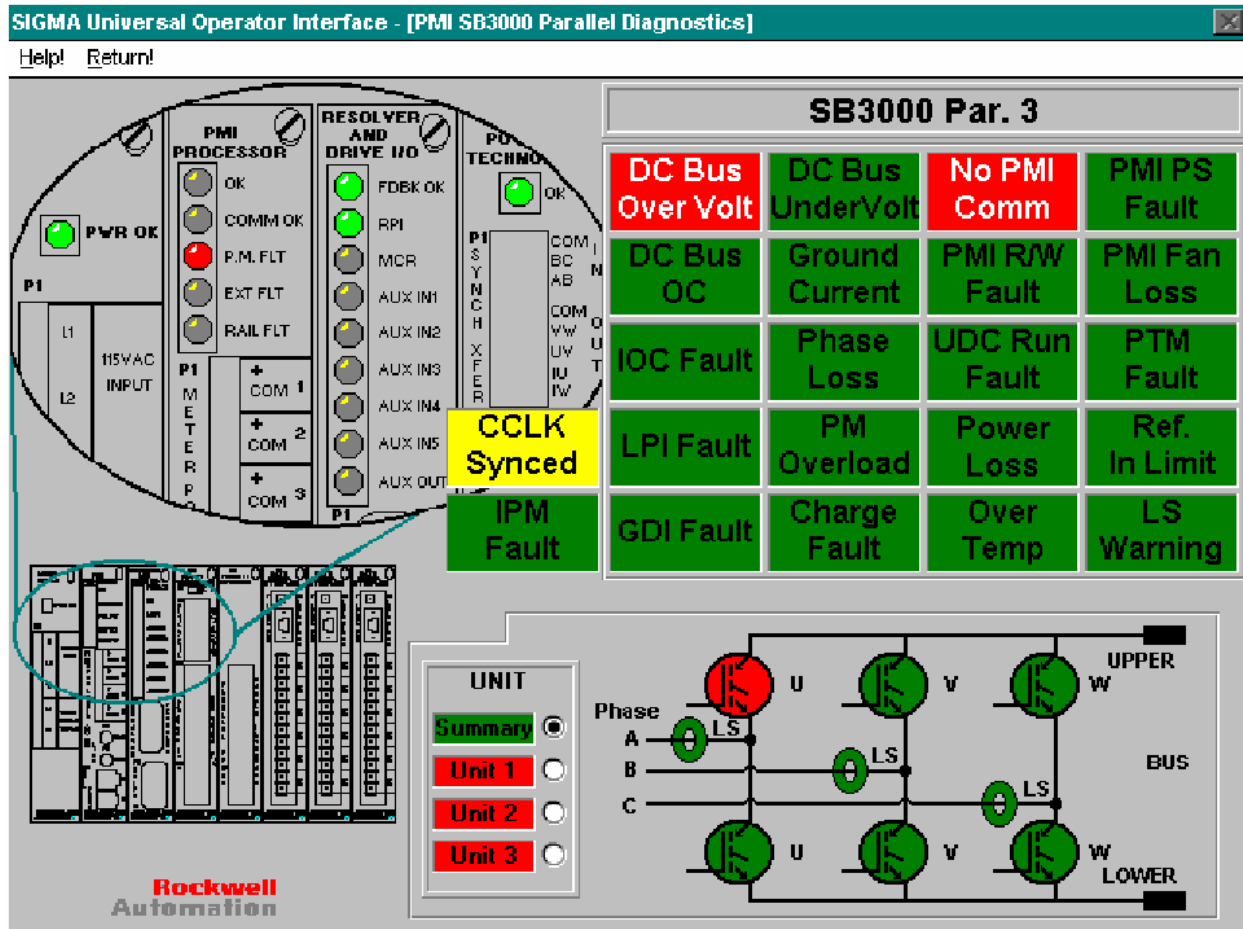 SIGMA Universal Operator Interface - [PMI SB3000 Parallel Diagnostics]
Help! Return!
PMI
PROCESSOR
OK
COMM OK
P.M. FLT
EXT FLT
RAIL FLT
P1
METER
+
COM 1
+
COM 2
+
COM 3
RESOLVER
AND
DRIVE I/O
FDBK OK
RPI
MCR
AUX IN1
AUX IN2
AUX IN3
AUX IN4
AUX IN5
AUX OUT
P1
TECHNO
OK
P1
SYNCH XFER
COM
BC
AB
IN
COM
VW
UV
IU
IW
OUT
PWR OK
P1
L1
L2
115VAC
INPUT
SB3000 Par. 3
DC Bus
Over Volt
DC Bus
UnderVolt
No PMI
Comm
PMI PS
Fault
DC Bus
OC
Ground
Current
PMI R/W
Fault
PMI Fan
Loss
IOC Fault
Phase
Loss
UDC Run
Fault
PTM
Fault
CCLK
Synced
LPI Fault
PM
Overload
Power
Loss
Ref.
In Limit
IPM
Fault
GDI Fault
Charge
Fault
Over
Temp
LS
Warning
UNIT
Summary
Unit 1
Unit 2
Unit 3
Phase
A
B
C
LS
LS
LS
U
V
W
UPPER
BUS
U
V
W
LOWER
Rockwell
Automation